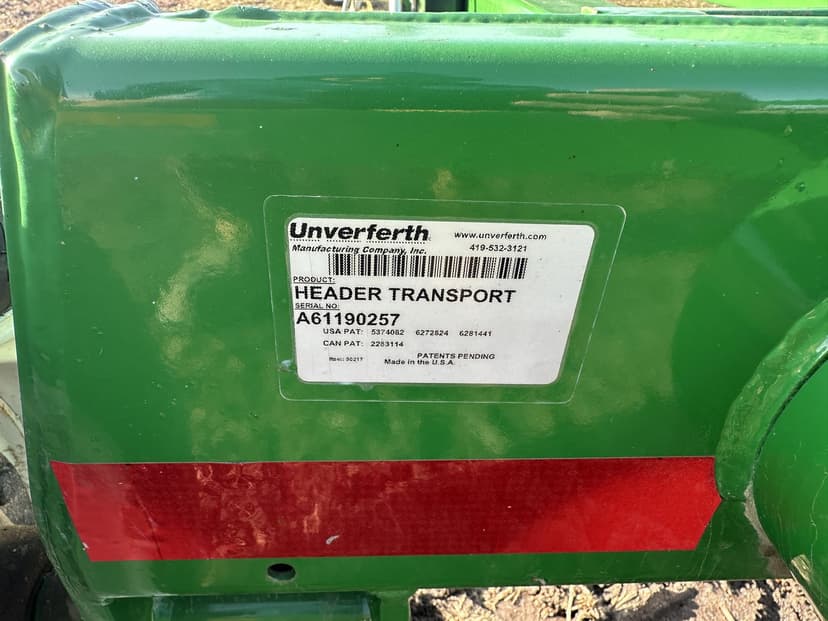 Unverferth www.unverferth.com
Manufacturing Company, Inc. 419-532-3121
PRODUCT:
HEADER TRANSPORT
SERIAL NO:
A61190257
USA PAT: 5374082 6272824 6281441
CAN PAT: 2283114
PATENTS PENDING
Made in the U.S.A.